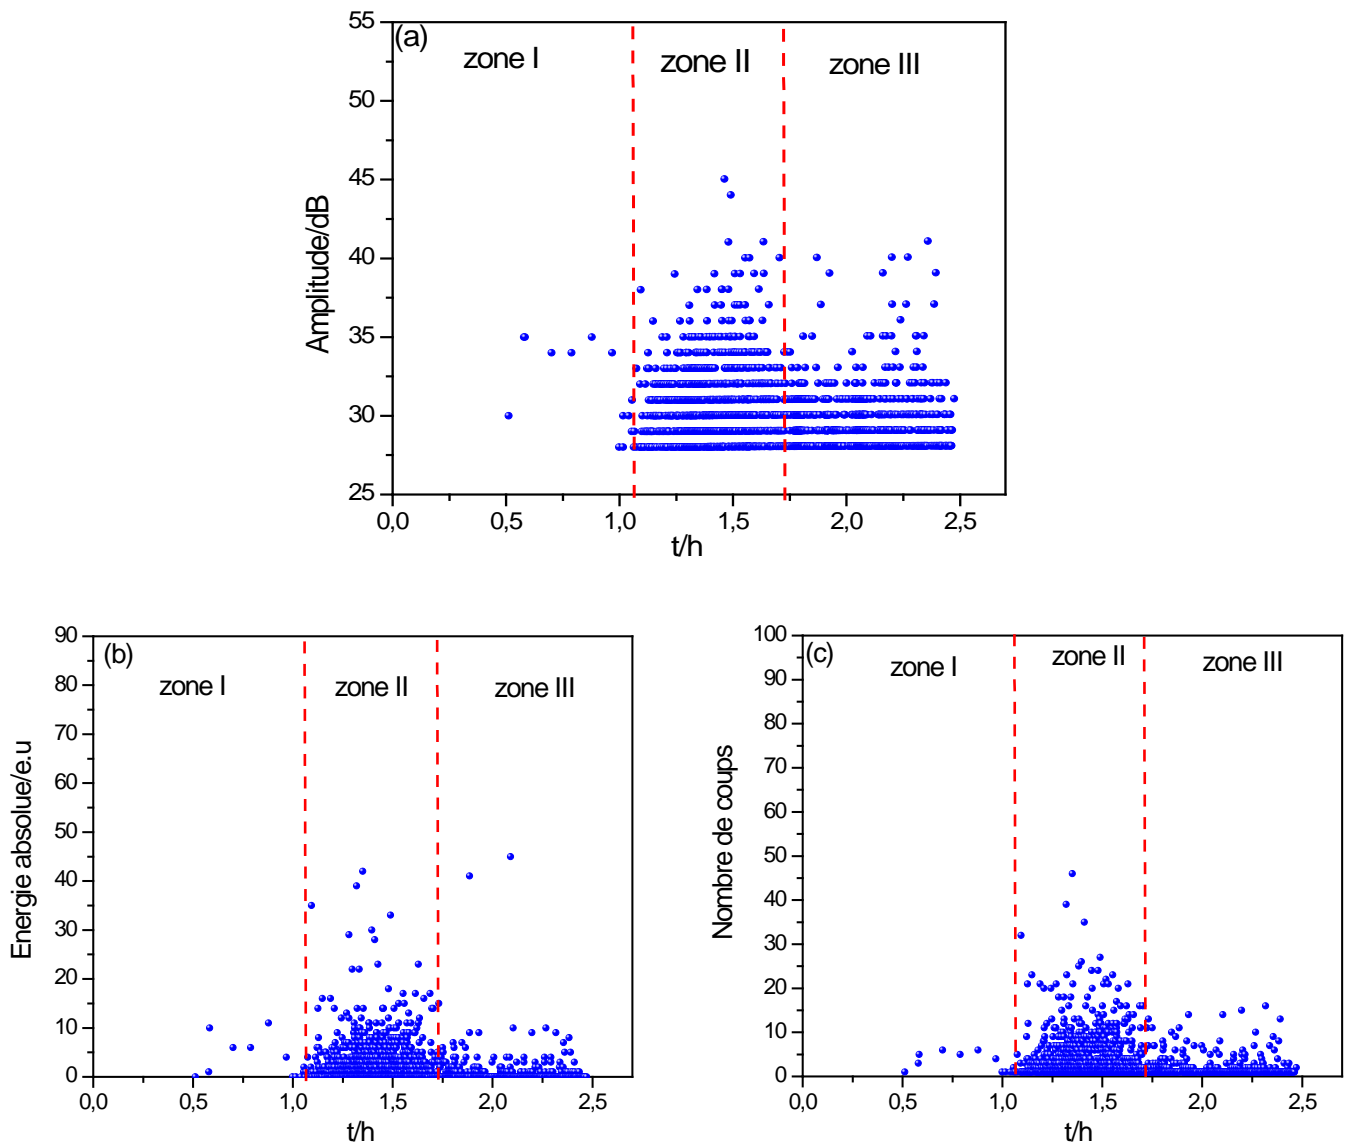 (a)
zone I
zone II
zone III
55
50
45
40
35
30
25
Amplitude/dB
0,0
0,5
1,0
1,5
2,0
2,5
t/h
(b)
zone I
zone II
zone III
90
80
70
60
50
40
30
20
10
0
Energie absolue/e.u
0,0
0,5
1,0
1,5
2,0
2,5
t/h
(c)
zone I
zone II
zone III
100
90
80
70
60
50
40
30
20
10
0
Nombre de coups
0,0
0,5
1,0
1,5
2,0
2,5
t/h